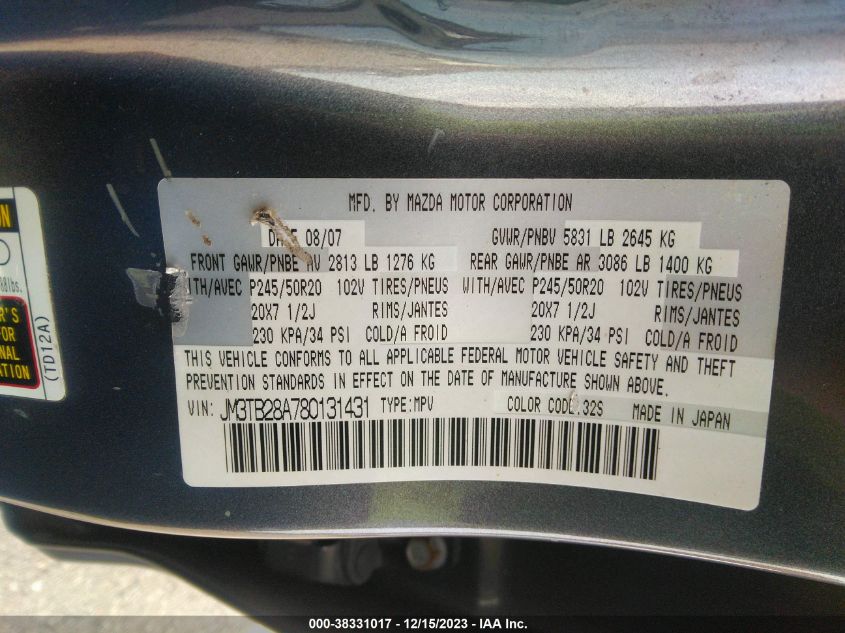 MFD. BY MAZDA MOTOR CORPORATION
08/07 GVWR/PNBV 5831 LB 2645 KG
FRONT GAWR/PNBE AV 2813 LB 1276 KG REAR GAWR/PNBE AR 3086 LB 1400 KG
P245/50R20 102V TIRES/PNEUS WITH/AVEC P245/50R20 102V TIRES/PNEUS
20X7 1/2J RIMS/JANTES 20X7 1/2J RIMS/JANTES
230 KPA/34 PSI COLD/A FROID 230 KPA/34 PSI COLD/A FROID
THIS VEHICLE CONFORMS TO ALL APPLICABLE FEDERAL MOTOR VEHICLE SAFETY AND THEFT
PREVENTION STANDARDS IN EFFECT ON THE DATE OF MANUFACTURE SHOWN ABOVE.
VIN: JM3TB28A780131431 TYPE:MPV COLOR CODE:32S MADE IN JAPAN
(TD12A)
000-38331017 - 12/15/2023 - IAA Inc.